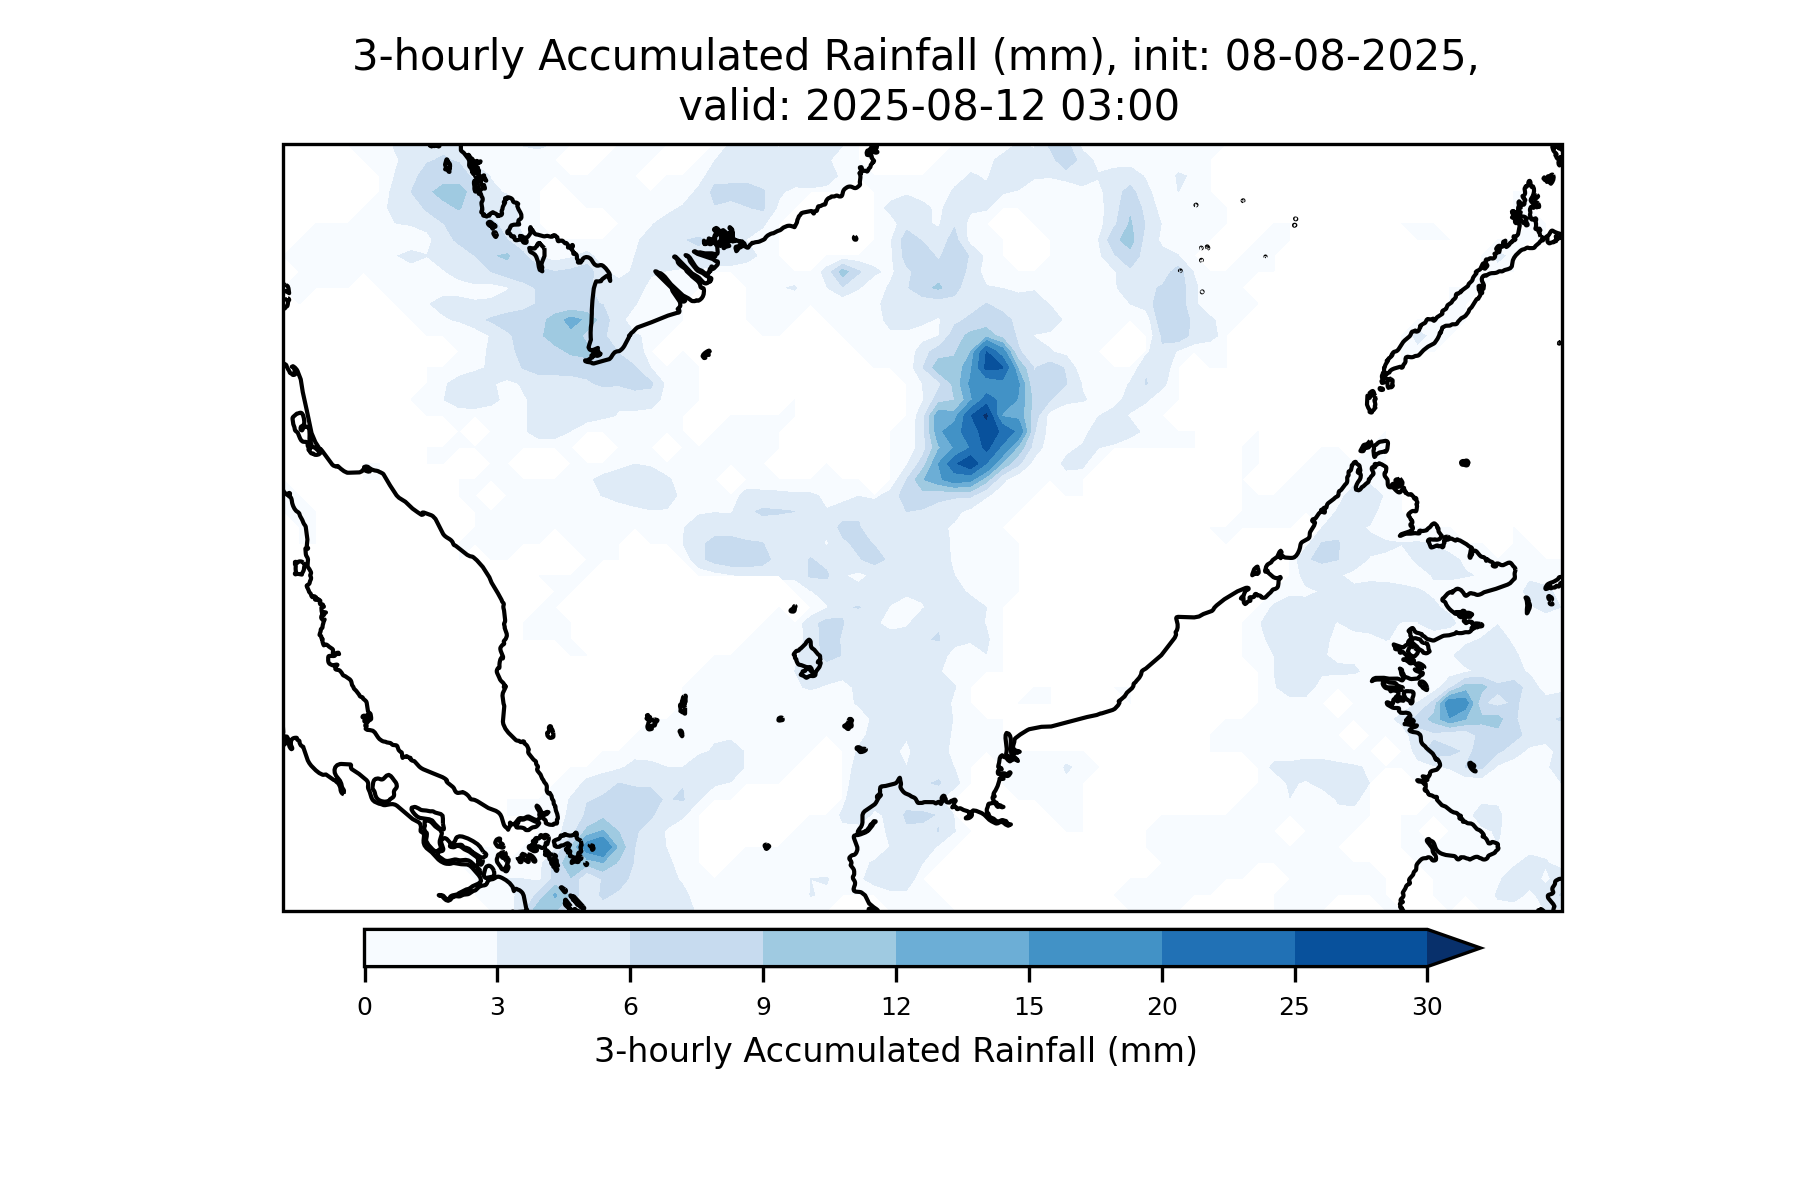 3-hourly Accumulated Rainfall (mm), init: 08-08-2025,
valid: 2025-08-12 03:00
0 3 6 9 12 15 20 25 30
3-hourly Accumulated Rainfall (mm)